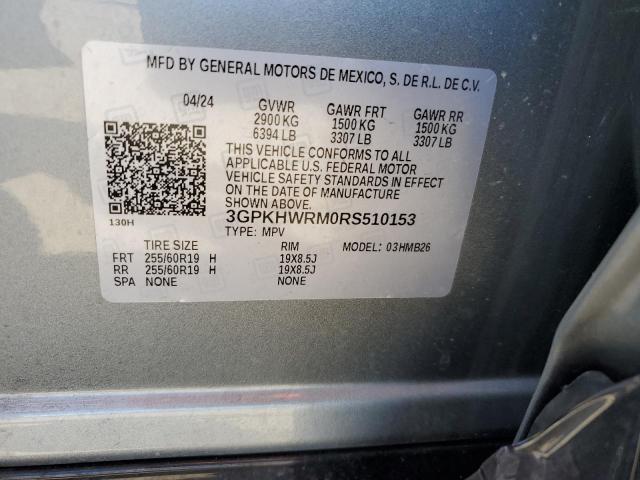 MFD BY GENERAL MOTORS DE MEXICO, S. DE R.L. DE C.V.
04/24 GVWR GAWR FRT GAWR RR
2900 KG 1500 KG 1500 KG
6394 LB 3307 LB 3307 LB
THIS VEHICLE CONFORMS TO ALL
APPLICABLE U.S. FEDERAL MOTOR
VEHICLE SAFETY STANDARDS IN EFFECT
ON THE DATE OF MANUFACTURE
SHOWN ABOVE.
3GPKHWRM0RS510153
130H TYPE: MPV
TIRE SIZE RIM MODEL: 03HMB26
FRT 255/60R19 H 19X8.5J
RR 255/60R19 H 19X8.5J
SPA NONE NONE